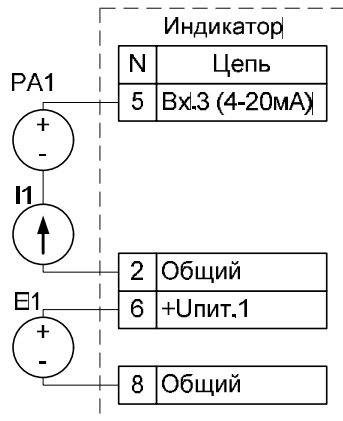 Индикатор
N Цепь
PA1
5 Вх.3 (4-20мА)
+
-
I1
2 Общий
E1
6 +Uпит.1
+
-
8 Общий